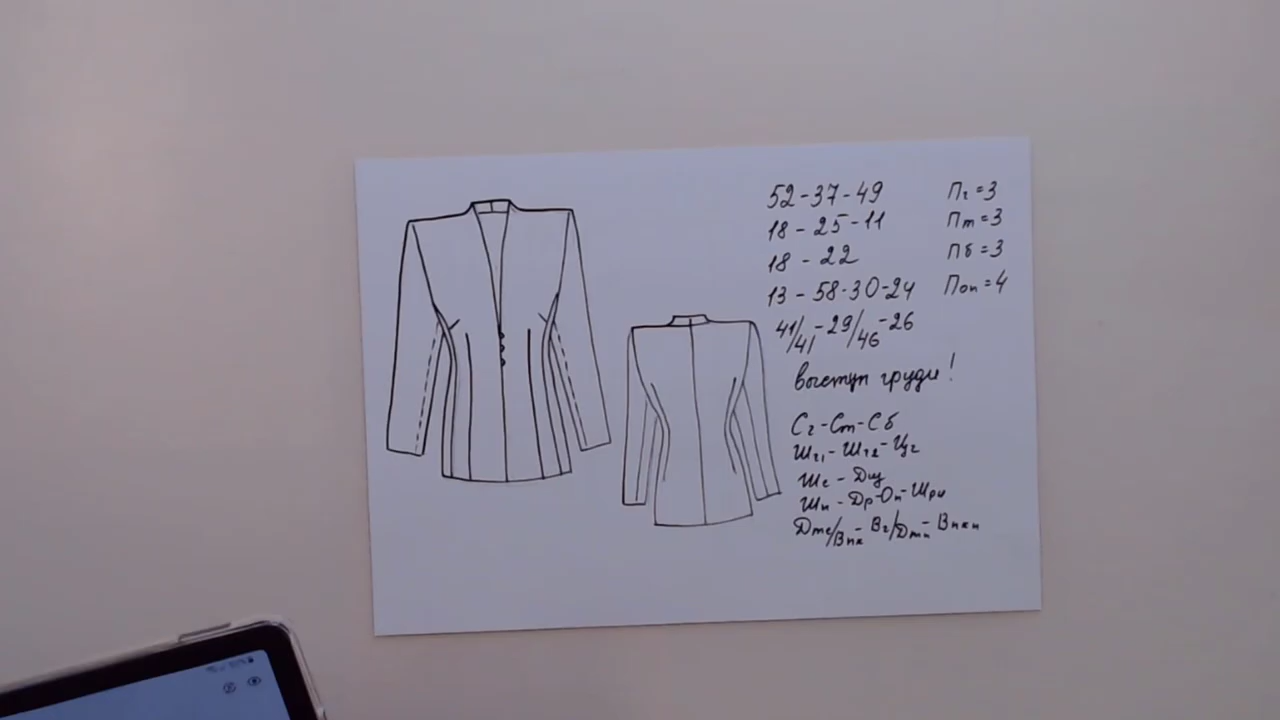 52-37-49 Пг=3
18-25-11 Пт=3
18-22 Пб=3
13-58-30-24 Поп=4
41/41-29/46-26
выступ груди!
Сг-Ст-Сб
Шг₁-Шг₂-Цг
Шс-Дш
Шп-Др-Оп-Шрн
Дтс/Впк-Вг/Дтп-Впкп